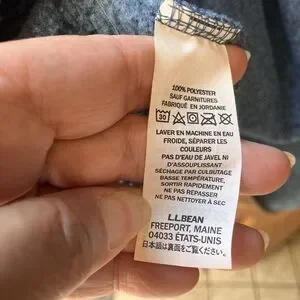 100% POLYESTER
SAUF GARNITURES
FABRIQUÉ EN JORDANIE
30
LAVER EN MACHINE EN EAU
FROIDE, SÉPARER LES
COULEURS
PAS D'EAU DE JAVEL NI
D'ASSOUPLISSANT
SÉCHAGE PAR CULBUTAGE
BASSE TEMPÉRATURE,
SORTIR RAPIDEMENT
NE PAS REPASSER
NE PAS NETTOYER À SEC
L.L.BEAN
FREEPORT, MAINE
04033 ÉTATS-UNIS
日本語は裏面をご覧ください。